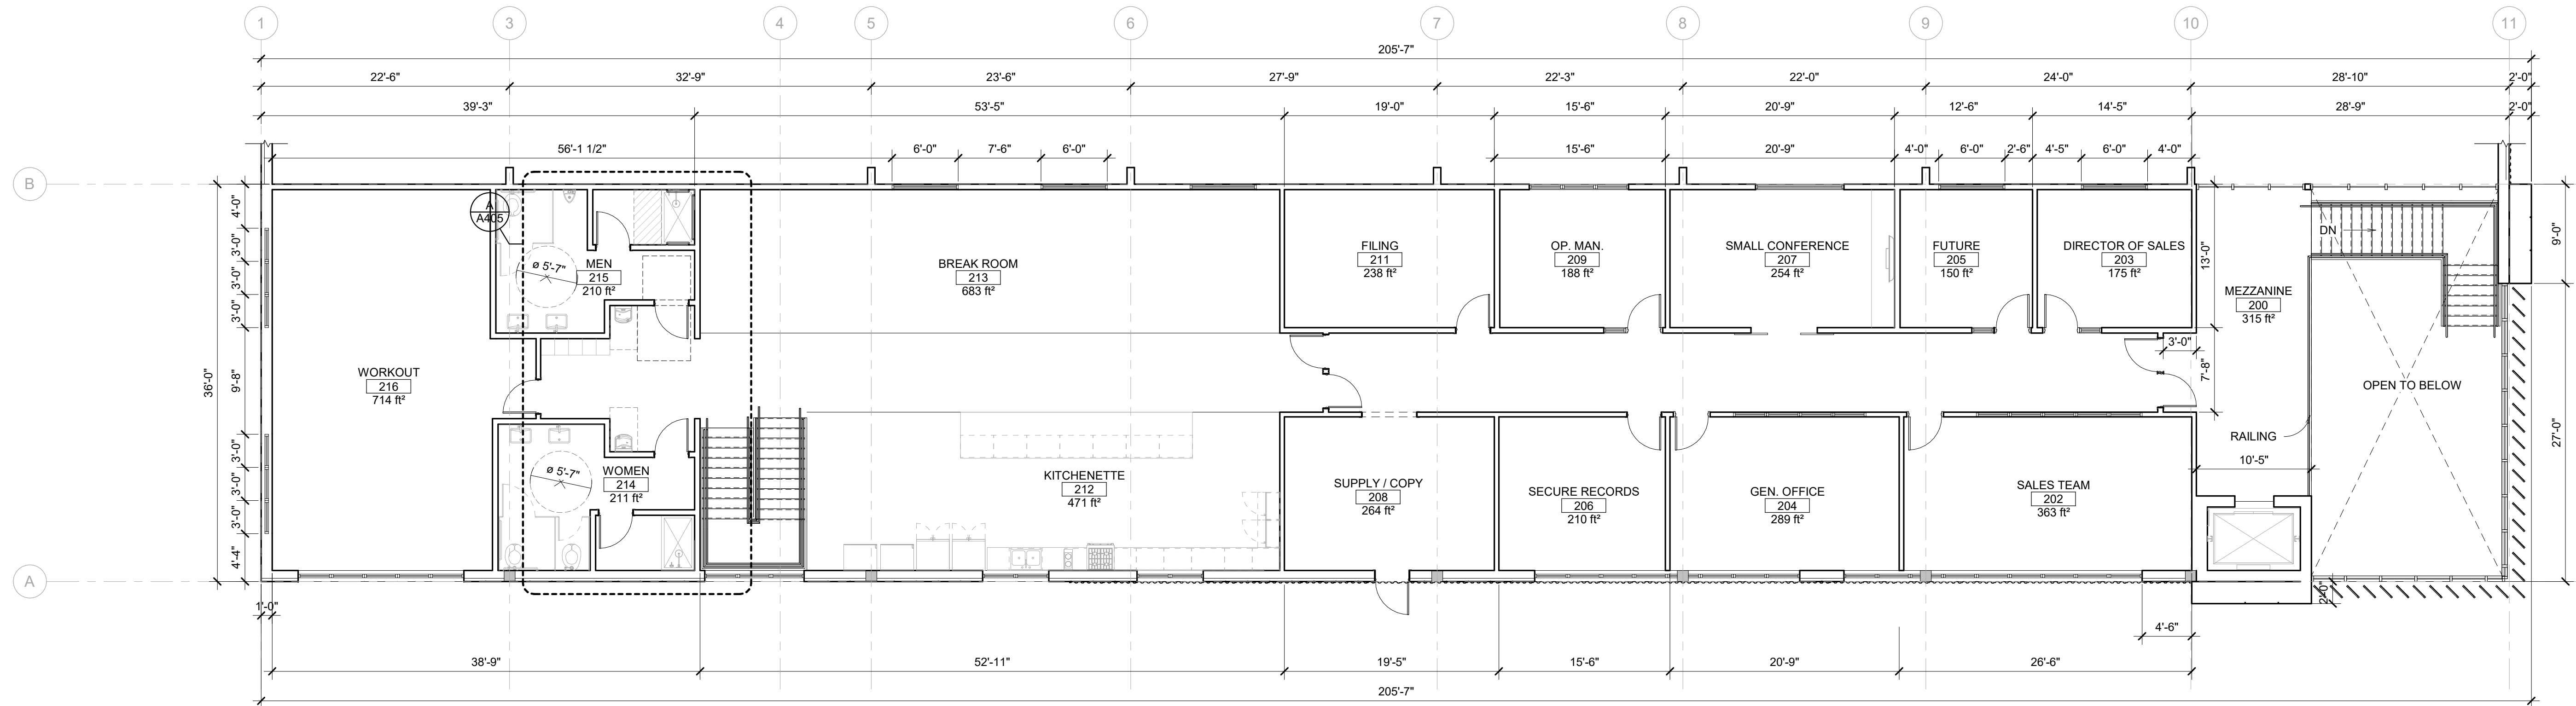 1 3 4 5 6 7 8 9 10 11
205'-7"
22'-6" 32'-9" 23'-6" 27'-9" 22'-3" 22'-0" 24'-0" 28'-10" 2'-0"
39'-3" 53'-5" 19'-0" 15'-6" 20'-9" 12'-6" 14'-5" 28'-9" 2'-0"
56'-1 1/2" 6'-0" 7'-6" 6'-0" 15'-6" 20'-9" 4'-0" 6'-0" 2'-6" 4'-5" 6'-0" 4'-0"
B
A
A405
36'-0"
4'-0"
3'-0"
3'-0"
3'-0"
9'-8"
3'-0"
3'-0"
3'-0"
4'-4"
WORKOUT
216
714 ft²
MEN
215
210 ft²
ø 5'-7"
WOMEN
214
211 ft²
ø 5'-7"
BREAK ROOM
213
683 ft²
KITCHENETTE
212
471 ft²
FILING
211
238 ft²
OP. MAN.
209
188 ft²
SMALL CONFERENCE
207
254 ft²
FUTURE
205
150 ft²
DIRECTOR OF SALES
203
175 ft²
SUPPLY / COPY
208
264 ft²
SECURE RECORDS
206
210 ft²
GEN. OFFICE
204
289 ft²
SALES TEAM
202
363 ft²
MEZZANINE
200
315 ft²
13'-0"
3'-0"
7'-8"
DN
OPEN TO BELOW
RAILING
10'-5"
9'-0"
27'-0"
2'-0"
A
1'-0"
4'-6"
38'-9" 52'-11" 19'-5" 15'-6" 20'-9" 26'-6"
205'-7"